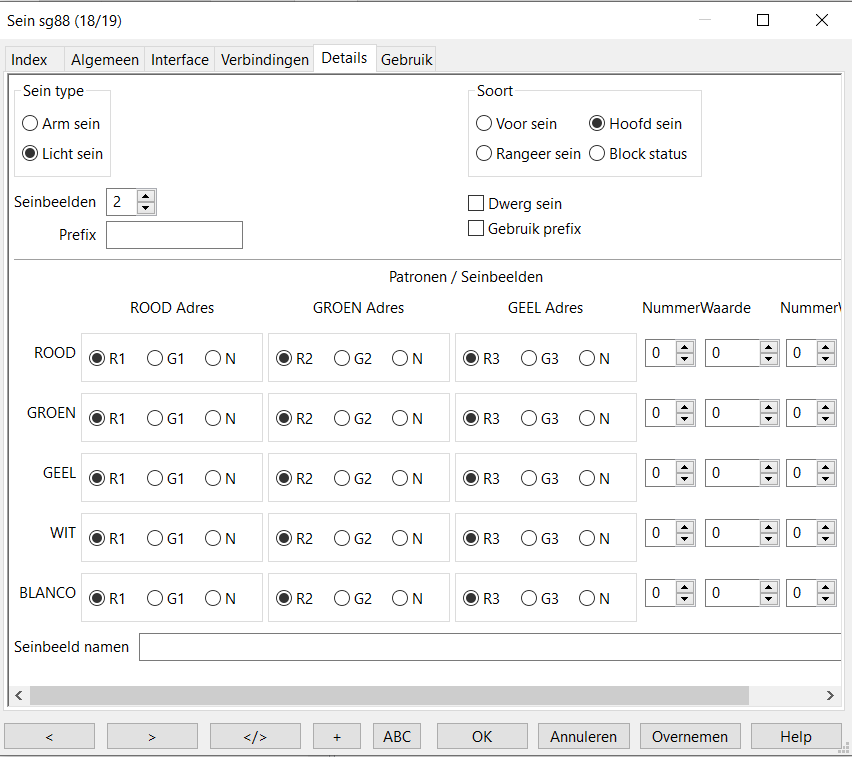 Sein sg88 (18/19)
Index Algemeen Interface Verbindingen Details Gebruik
Sein type Soort
Arm sein Voor sein Hoofd sein
Licht sein Rangeer sein Block status
Seinbeelden 2 Dwerg sein
Prefix Gebruik prefix
Patronen / Seinbeelden
ROOD Adres GROEN Adres GEEL Adres NummerWaarde Nummer
ROOD R1 G1 N R2 G2 N R3 G3 N 0 0 0
GROEN R1 G1 N R2 G2 N R3 G3 N 0 0 0
GEEL R1 G1 N R2 G2 N R3 G3 N 0 0 0
WIT R1 G1 N R2 G2 N R3 G3 N 0 0 0
BLANCO R1 G1 N R2 G2 N R3 G3 N 0 0 0
Seinbeeld namen
< > </> + ABC OK Annuleren Overnemen Help